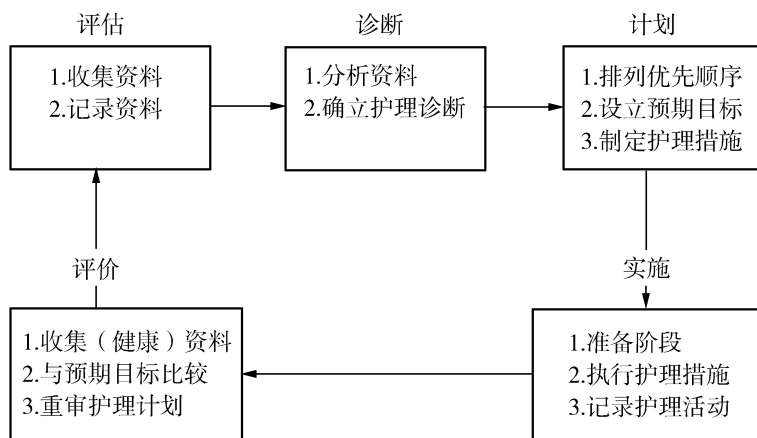 评估
1.收集资料
2.记录资料
诊断
1.分析资料
2.确立护理诊断
计划
1.排列优先顺序
2.设立预期目标
3.制定护理措施
实施
1.准备阶段
2.执行护理措施
3.记录护理活动
评价
1.收集（健康）资料
2.与预期目标比较
3.重审护理计划